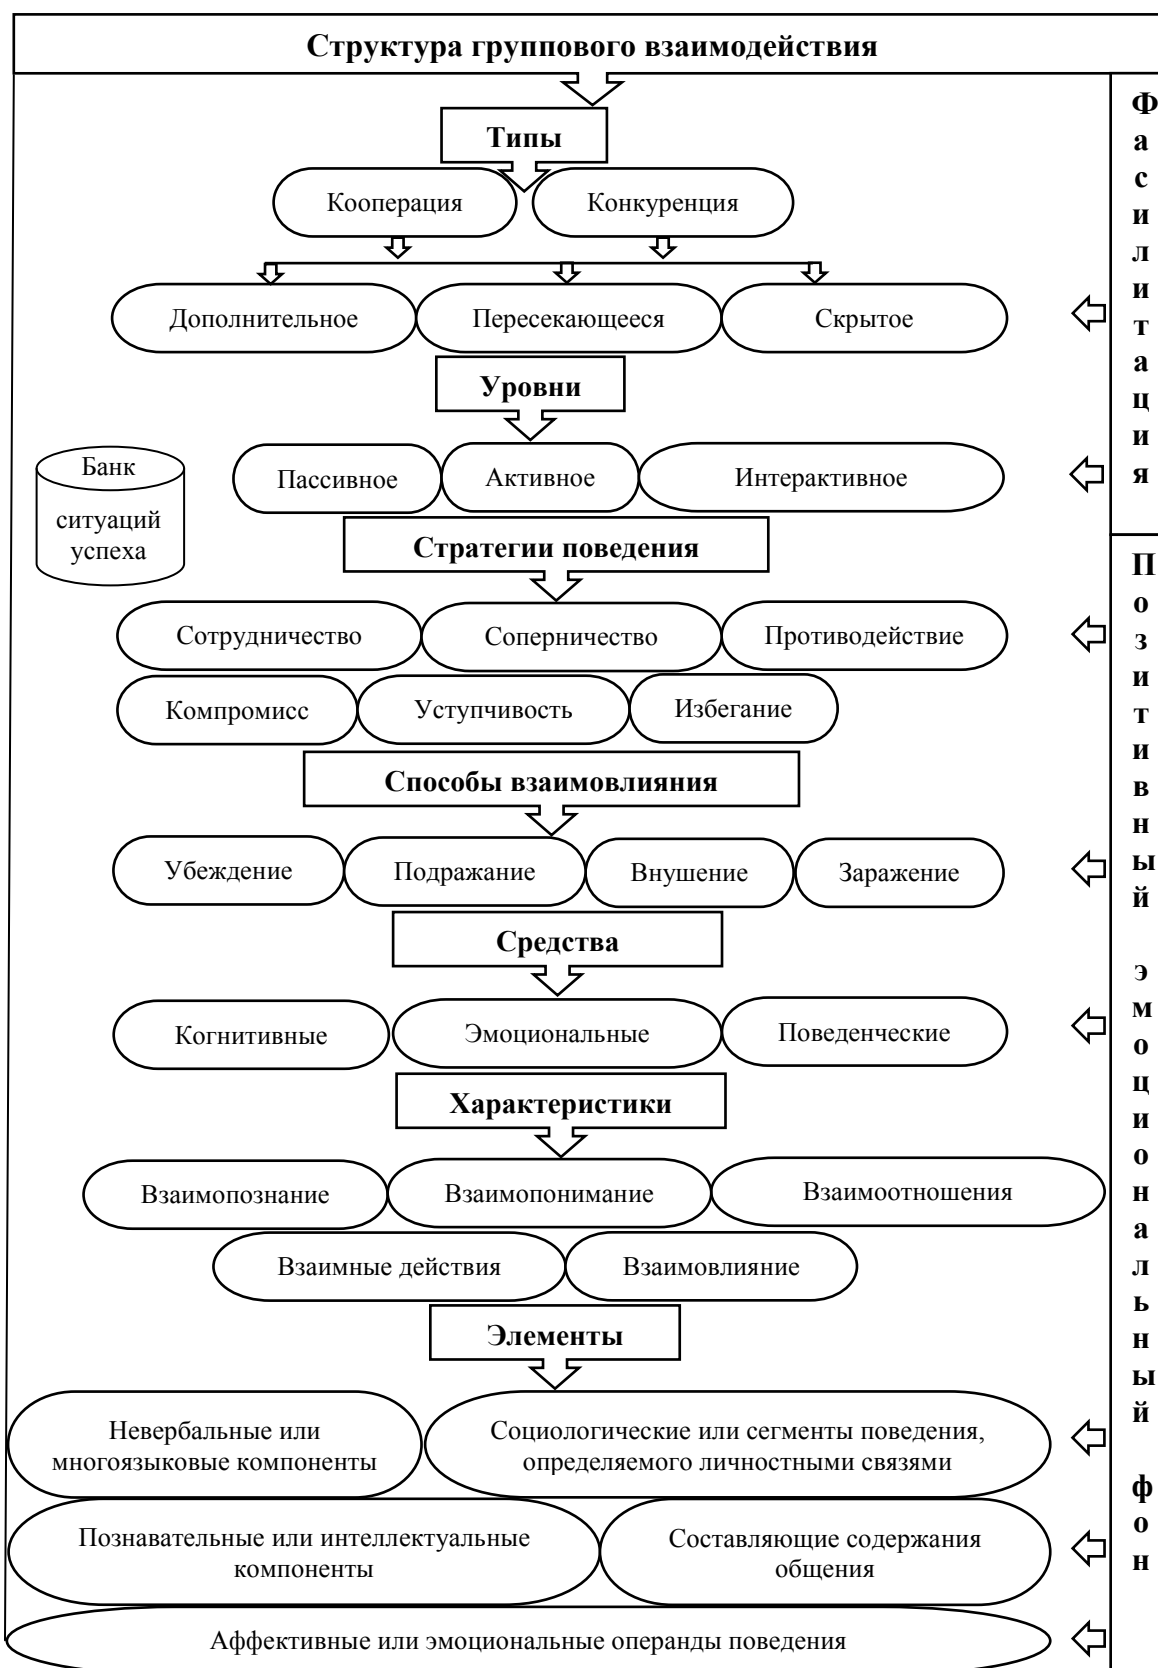 Структура группового взаимодействия
Типы
Кооперация
Конкуренция
Дополнительное
Пересекающееся
Скрытое
Уровни
Банк
ситуаций
успеха
Пассивное
Активное
Интерактивное
Стратегии поведения
Сотрудничество
Соперничество
Противодействие
Компромисс
Уступчивость
Избегание
Способы взаимовлияния
Убеждение
Подражание
Внушение
Заражение
Средства
Когнитивные
Эмоциональные
Поведенческие
Характеристики
Взаимопознание
Взаимопонимание
Взаимоотношения
Взаимные действия
Взаимовлияние
Элементы
Невербальные или
многоязыковые компоненты
Социологические или сегменты поведения,
определяемого личностными связями
Познавательные или интеллектуальные
компоненты
Составляющие содержания
общения
Аффективные или эмоциональные операнды поведения
Фасилитация
Позитивный эмоциональный фон